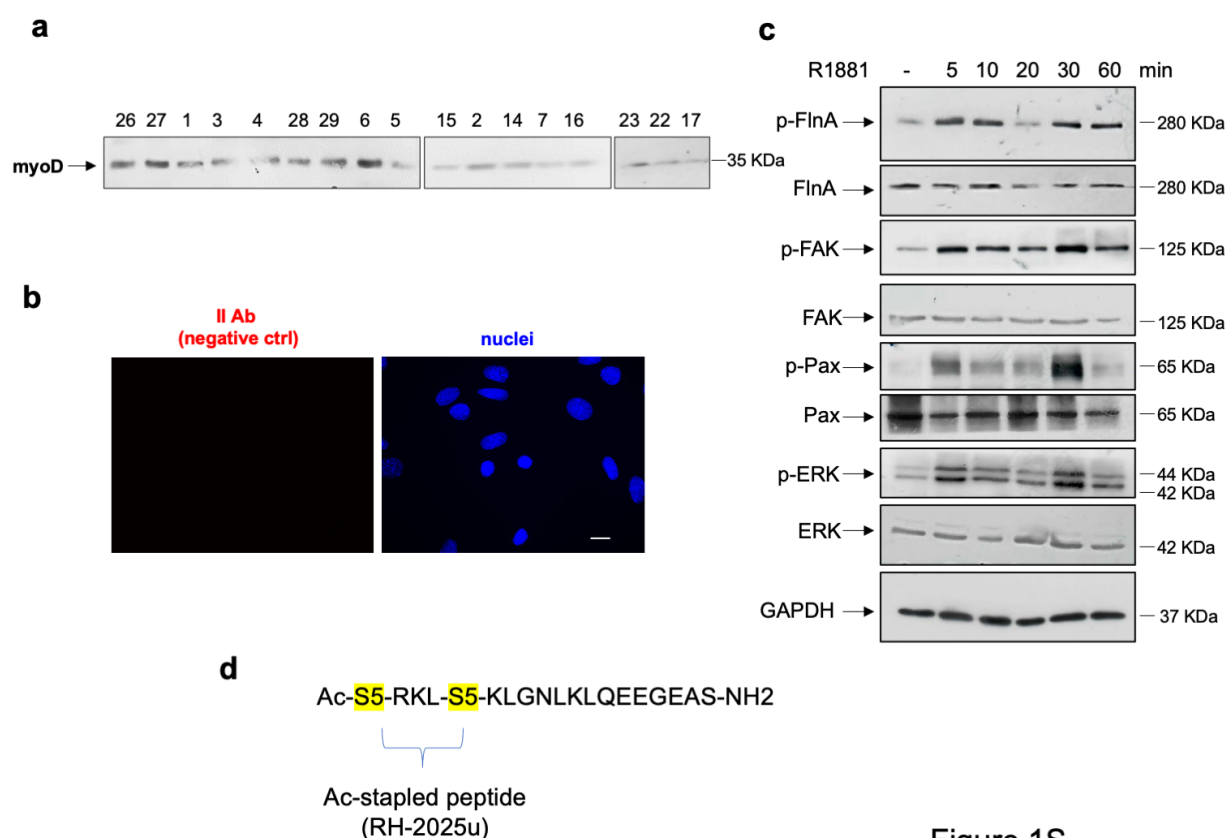 a
26 27 1 3 4 28 29 6 5 15 2 14 7 16 23 22 17
myoD
35 KDa
b
II Ab
(negative ctrl)
nuclei
c
R1881 - 5 10 20 30 60 min
p-FlnA 280 KDa
FlnA 280 KDa
p-FAK 125 KDa
FAK 125 KDa
p-Pax 65 KDa
Pax 65 KDa
p-ERK 44 KDa
42 KDa
ERK 42 KDa
GAPDH 37 KDa
d
Ac-S5-RKL-S5-KLGNLKLQEEGEAS-NH2
Ac-stapled peptide
(RH-2025u)